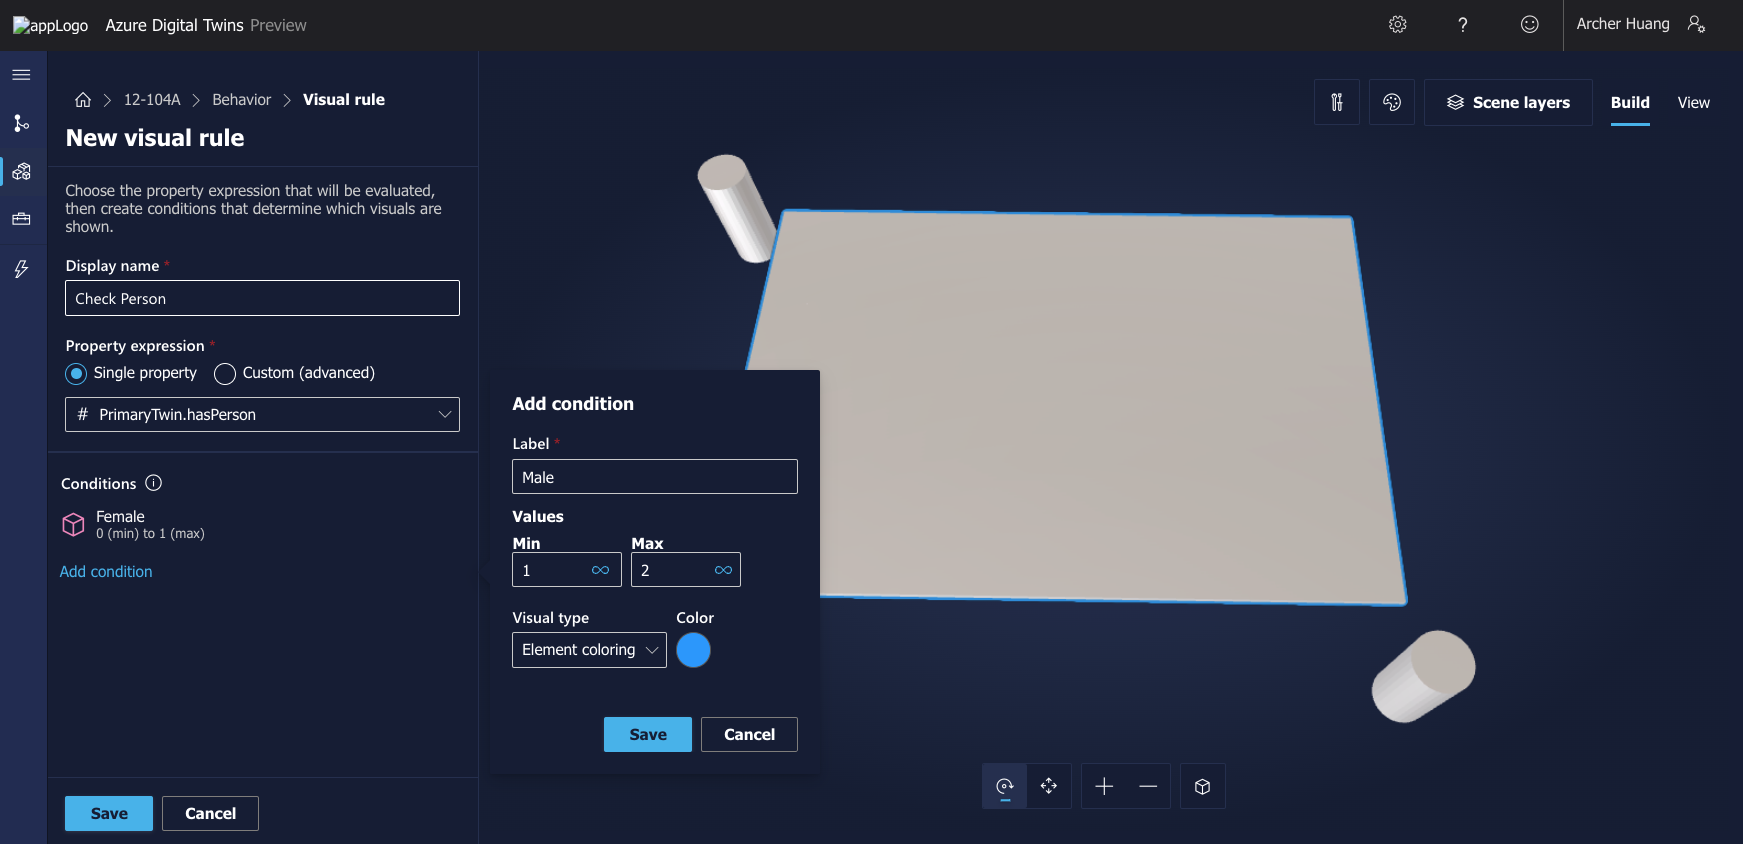 appLogo
Azure Digital Twins Preview
?
Archer Huang
12-104A > Behavior > Visual rule
New visual rule
Choose the property expression that will be evaluated,
then create conditions that determine which visuals are
shown.
Display name *
Check Person
Property expression *
Single property
Custom (advanced)
# PrimaryTwin.hasPerson
Conditions
Female
0 (min) to 1 (max)
Add condition
Save
Cancel
Add condition
Label *
Male
Values
Min
Max
1 ∞
2 ∞
Visual type
Color
Element coloring
Save
Cancel
Scene layers
Build
View